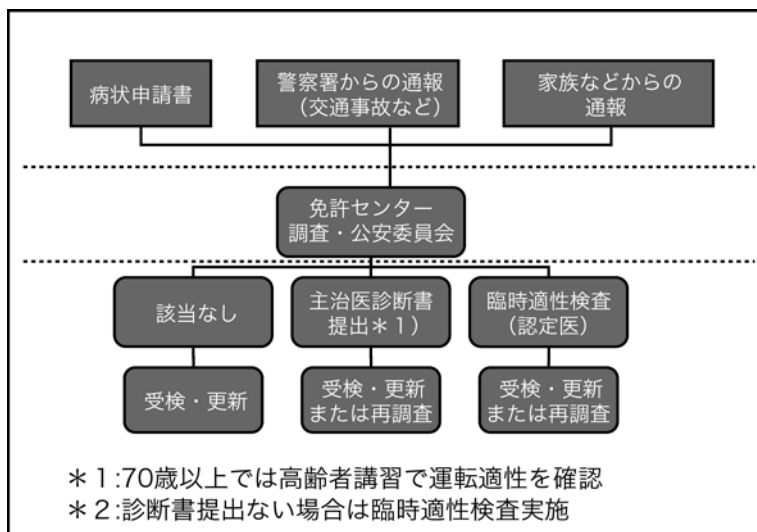 病状申請書
警察署からの通報
（交通事故など）
家族などからの
通報
免許センター
調査・公安委員会
該当なし
主治医診断書
提出＊1）
臨時適性検査
（認定医）
受検・更新
受検・更新
または再調査
受検・更新
または再調査
＊１:70歳以上では高齢者講習で運転適性を確認
＊２:診断書提出ない場合は臨時適性検査実施